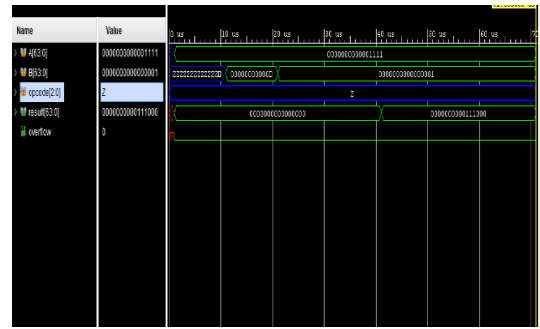 Name Value 0 us 10 us 20 us 30 us 40 us 50 us 60 us
A[63:0] 0000000000001111 0000000000001111
B[63:0] 0000000000000001 0000000000000001
opcode[2:0] Z Z
result[63:0] 0000000000111000 0000000000000000 0000000000111000
overflow 0